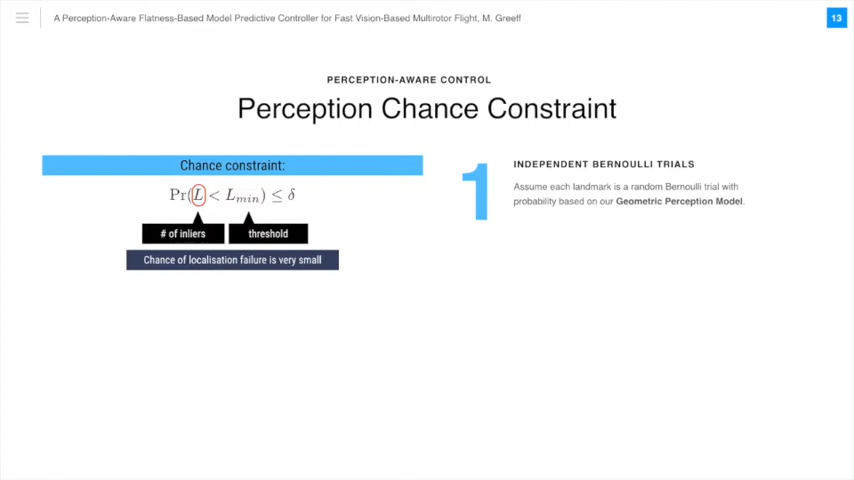 A Perception-Aware Flatness-Based Model Predictive Controller for Fast Vision-Based Multirotor Flight, M. Greeff
13
PERCEPTION-AWARE CONTROL
Perception Chance Constraint
Chance constraint:
Pr(L < L_{min}) ≤ δ
# of inliers
threshold
Chance of localisation failure is very small
1
INDEPENDENT BERNOULLI TRIALS
Assume each landmark is a random Bernoulli trial with
probability based on our Geometric Perception Model.